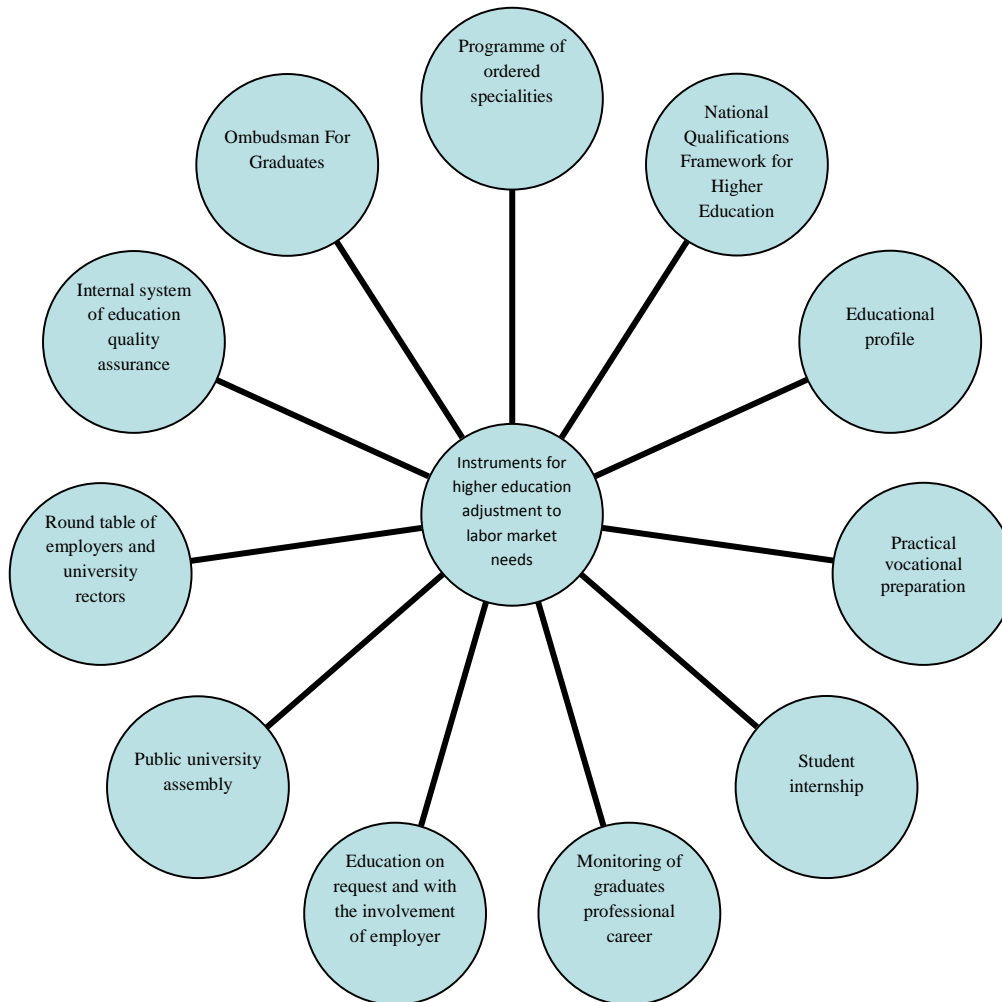 Programme of
ordered
specialities
National
Qualifications
Framework for
Higher
Education
Educational
profile
Practical
vocational
preparation
Student
internship
Monitoring of
graduates
professional
career
Education on
request and with
the involvement
of employer
Public university
assembly
Round table of
employers and
university
rectors
Internal system
of education
quality
assurance
Ombudsman For
Graduates
Instruments for
higher education
adjustment to
labor market
needs